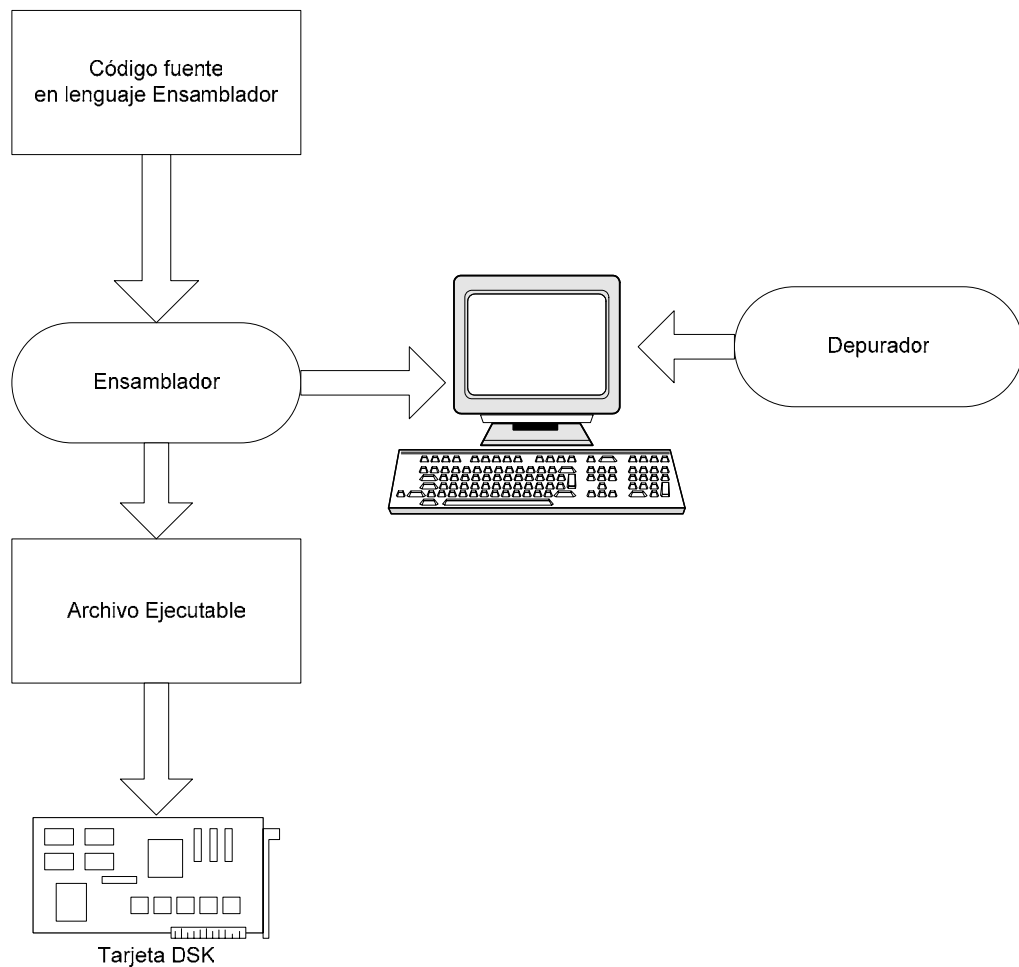 Código fuente
en lenguaje Ensamblador
Ensamblador
Depurador
Archivo Ejecutable
Tarjeta DSK